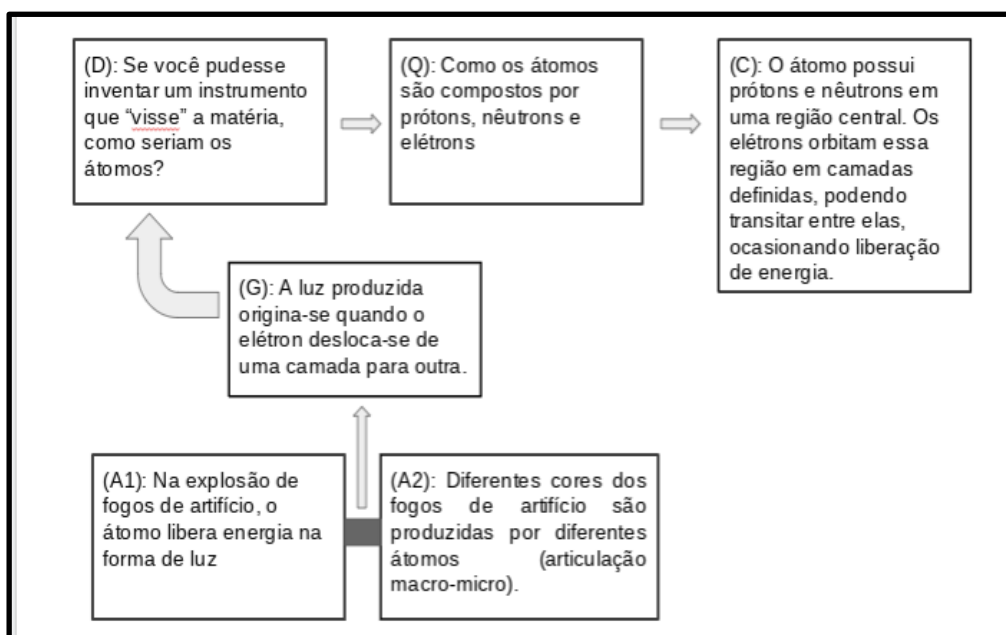 (D): Se você pudesse
inventar um instrumento
que “visse” a matéria,
como seriam os
átomos?
(Q): Como os átomos
são compostos por
prótons, nêutrons e
elétrons
(C): O átomo possui
prótons e nêutrons em
uma região central. Os
elétrons orbitam essa
região em camadas
definidas, podendo
transitar entre elas,
ocasionando liberação
de energia.
(G): A luz produzida
origina-se quando o
elétron desloca-se de
uma camada para outra.
(A1): Na explosão de
fogos de artifício, o
átomo libera energia na
forma de luz
(A2): Diferentes cores dos
fogos de artifício são
produzidas por diferentes
átomos (articulação
macro-micro).